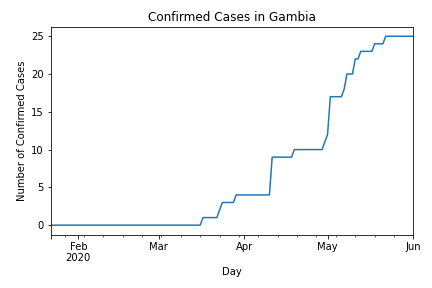 Confirmed Cases in Gambia
Number of Confirmed Cases
25
20
15
10
5
0
Feb Mar Apr May Jun
2020
Day